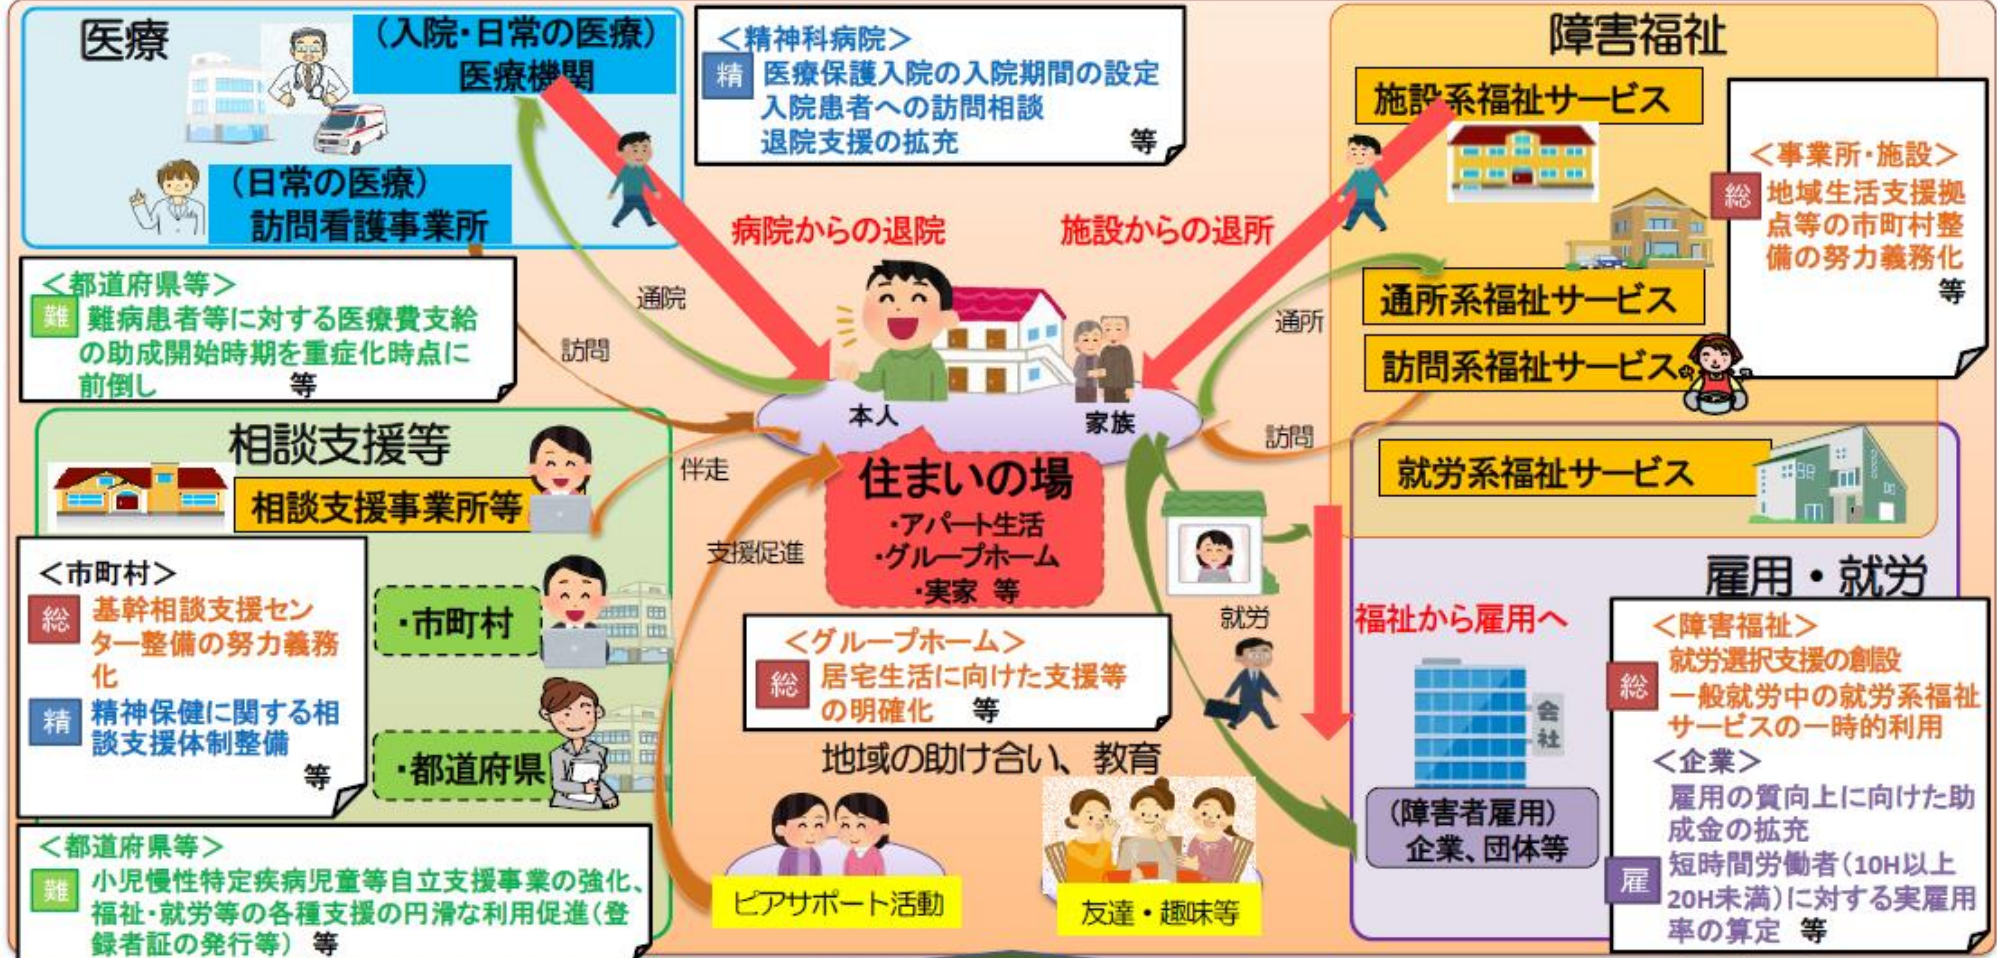 医療
（入院・日常の医療）
医療機関
（日常の医療）
訪問看護事業所
＜都道府県等＞
難
難病患者等に対する医療費支給
の助成開始時期を重症化時点に
前倒し　等
＜精神科病院＞
精
医療保護入院の入院期間の設定
入院患者への訪問相談
退院支援の拡充　等
病院からの退院
施設からの退所
通院
訪問
本人
家族
通所
訪問
伴走
支援促進
住まいの場
・アパート生活
・グループホーム
・実家 等
＜グループホーム＞
総
居宅生活に向けた支援等
の明確化　等
地域の助け合い、教育
ピアサポート活動
友達・趣味等
就労
福祉から雇用へ
障害福祉
施設系福祉サービス
通所系福祉サービス
訪問系福祉サービス
就労系福祉サービス
＜事業所・施設＞
総
地域生活支援拠
点等の市町村整
備の努力義務化
等
相談支援等
相談支援事業所等
・市町村
・都道府県
＜市町村＞
総
基幹相談支援セン
ター整備の努力義務
化
精
精神保健に関する相
談支援体制整備
等
＜都道府県等＞
難
小児慢性特定疾病児童等自立支援事業の強化、
福祉・就労等の各種支援の円滑な利用促進（登
録者証の発行等） 等
雇用・就労
会社
（障害者雇用）
企業、団体等
＜障害福祉＞
総
就労選択支援の創設
一般就労中の就労系福祉
サービスの一時的利用
＜企業＞
雇用の質向上に向けた助
成金の拡充
雇
短時間労働者（10H以上
20H未満）に対する実雇用
率の算定 等